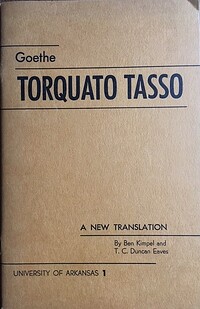 Goethe
TORQUATO TASSO
A NEW TRANSLATION
By Ben Kimpel and
T. C. Duncan Eaves
UNIVERSITY OF ARKANSAS 1